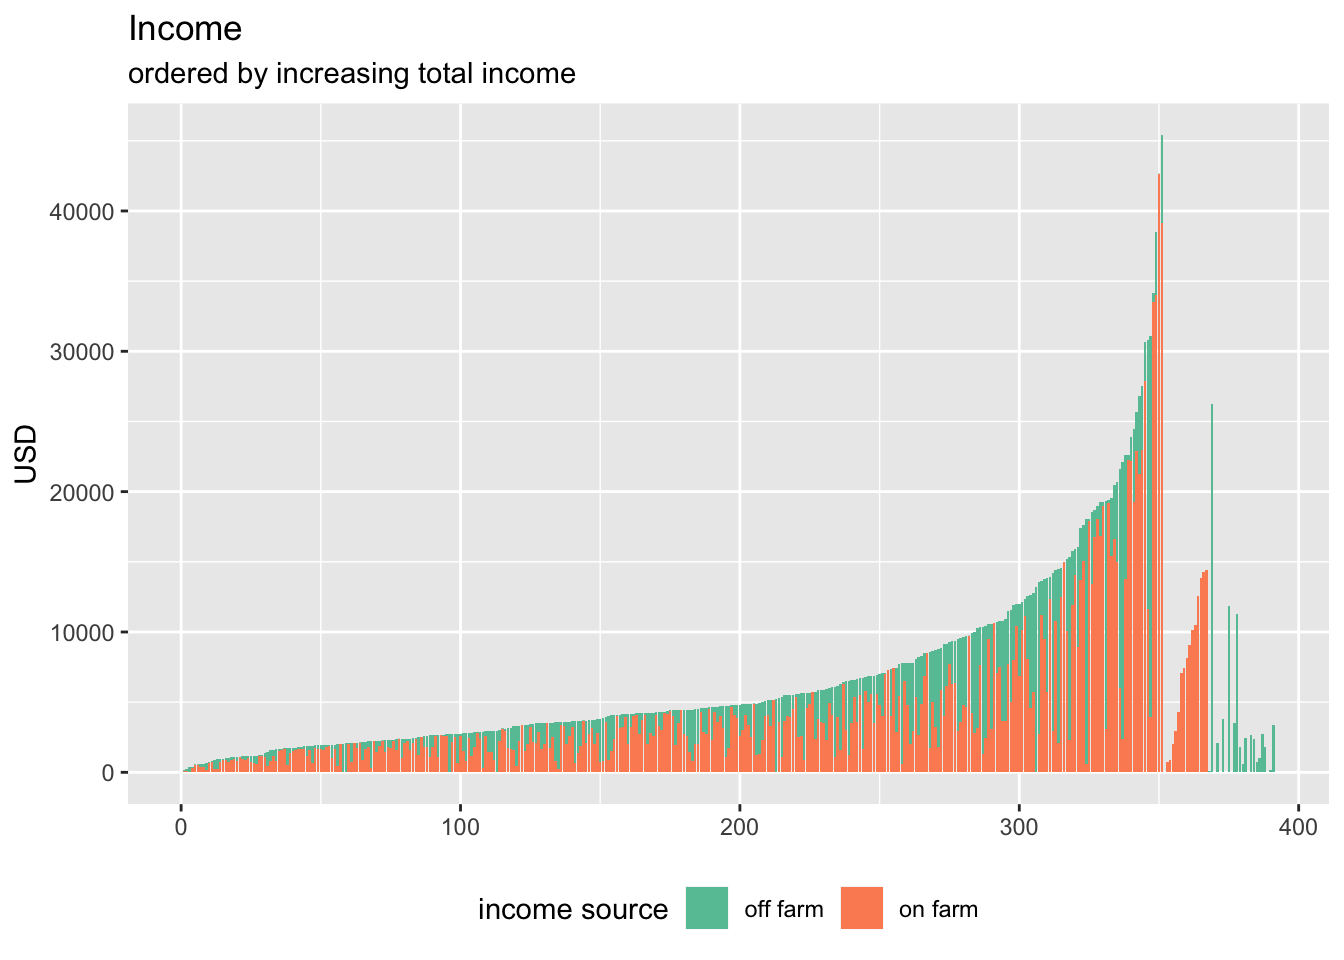 Income
ordered by increasing total income
USD
40000
30000
20000
10000
0
0 100 200 300 400
income source off farm on farm